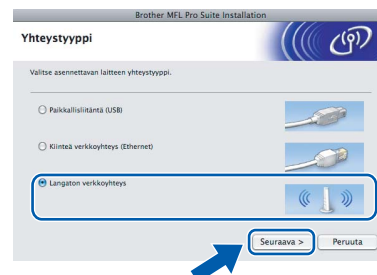 Brother MFL Pro Suite Installation
Yhteystyyppi
Valitse asennettavan laitteen yhteystyyppi.
Paikallisliitäntä (USB)
Kiinteä verkkoyhteys (Ethernet)
Langaton verkkoyhteys
Seuraava > Peruuta